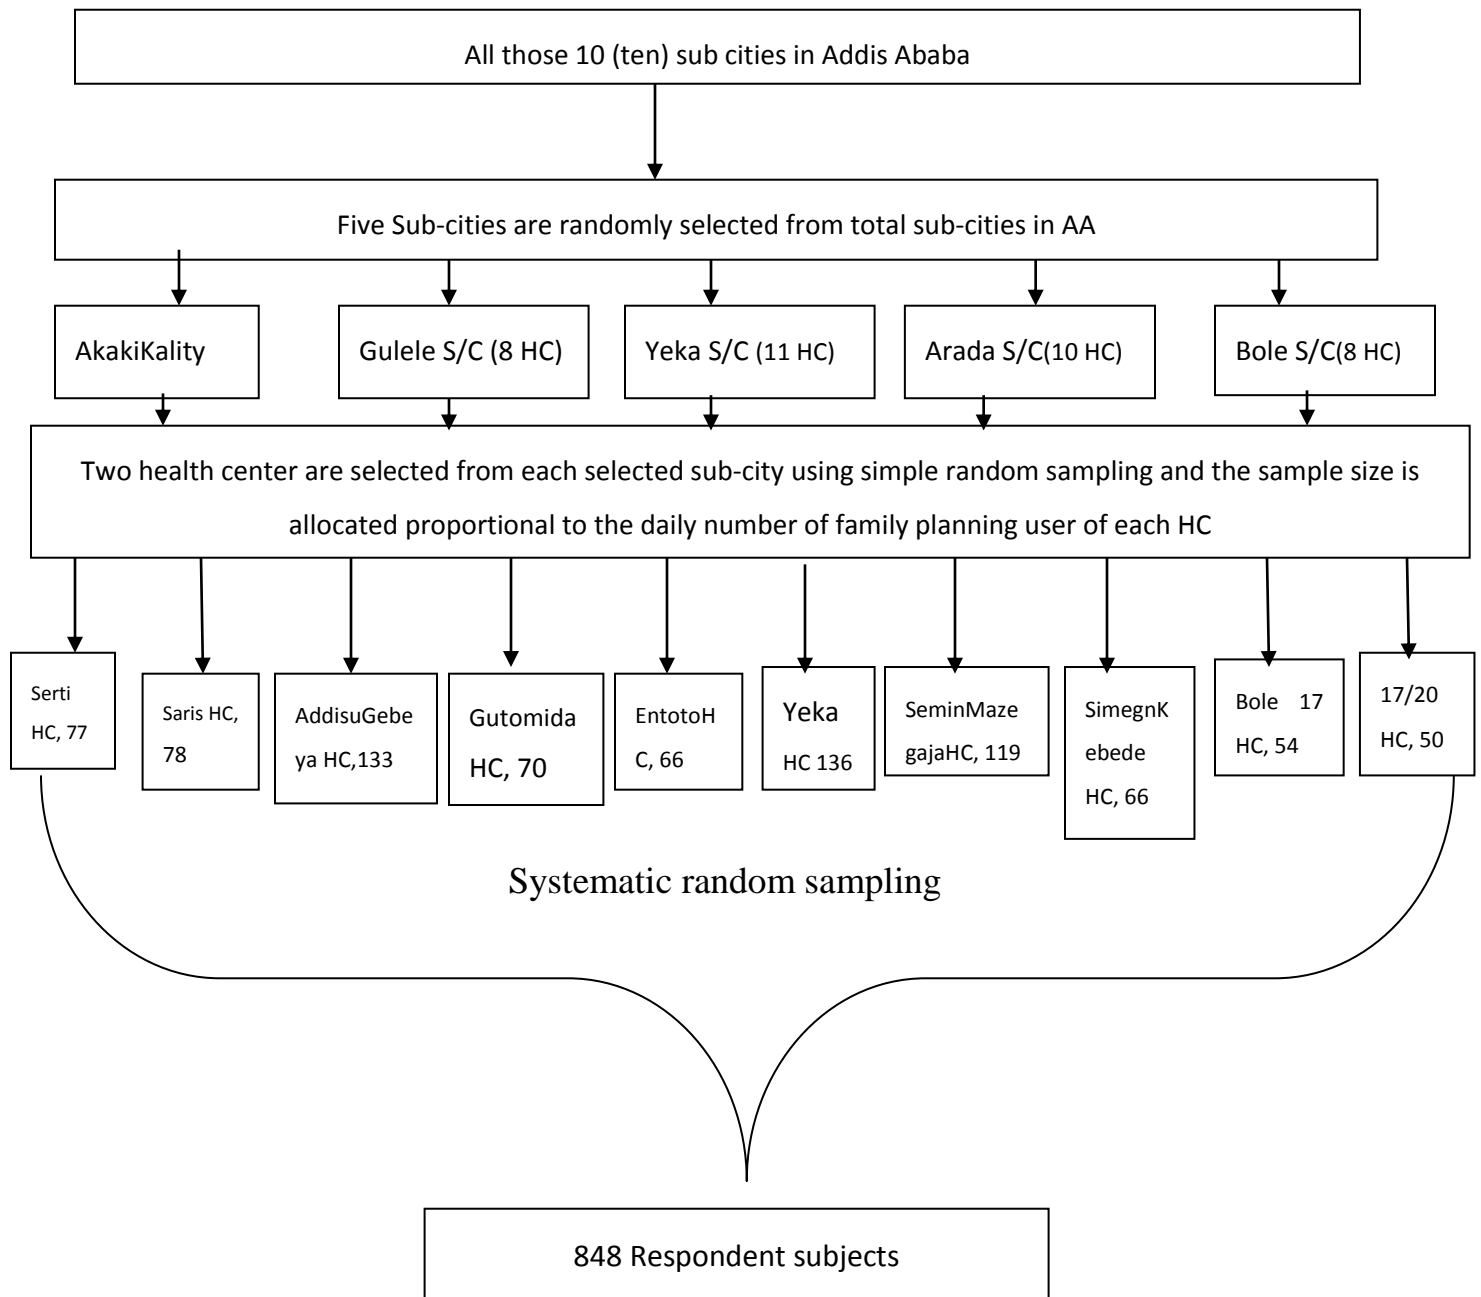 All those 10 (ten) sub cities in Addis Ababa
Five Sub-cities are randomly selected from total sub-cities in AA
AkakiKality
Gulele S/C (8 HC)
Yeka S/C (11 HC)
Arada S/C(10 HC)
Bole S/C(8 HC)
Two health center are selected from each selected sub-city using simple random sampling and the sample size is
allocated proportional to the daily number of family planning user of each HC
Serti
HC, 77
Saris HC,
78
AddisuGebe
ya HC,133
Gutomida
HC, 70
EntotoH
C, 66
Yeka
HC 136
SeminMaze
gajaHC, 119
SimegnK
ebede
HC, 66
Bole 17
HC, 54
17/20
HC, 50
Systematic random sampling
848 Respondent subjects